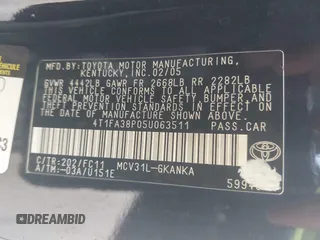 MFD.BY:TOYOTA MOTOR MANUFACTURING,
KENTUCKY,INC.02/05
GVWR 4442LB GAWR FR 2668LB RR 2282LB
THIS VEHICLE CONFORMS TO ALL APPLICABLE
FEDERAL MOTOR VEHICLE SAFETY, BUMPER, AND
THEFT PREVENTION STANDARDS IN EFFECT ON
THE DATE OF MANUFACTURE SHOWN ABOVE.
4T1FA38P05U063511 PASS.CAR
C/TR:202/FC11 MCV31L-GKANKA
A/TM:-03A/U151E
TOYOTA